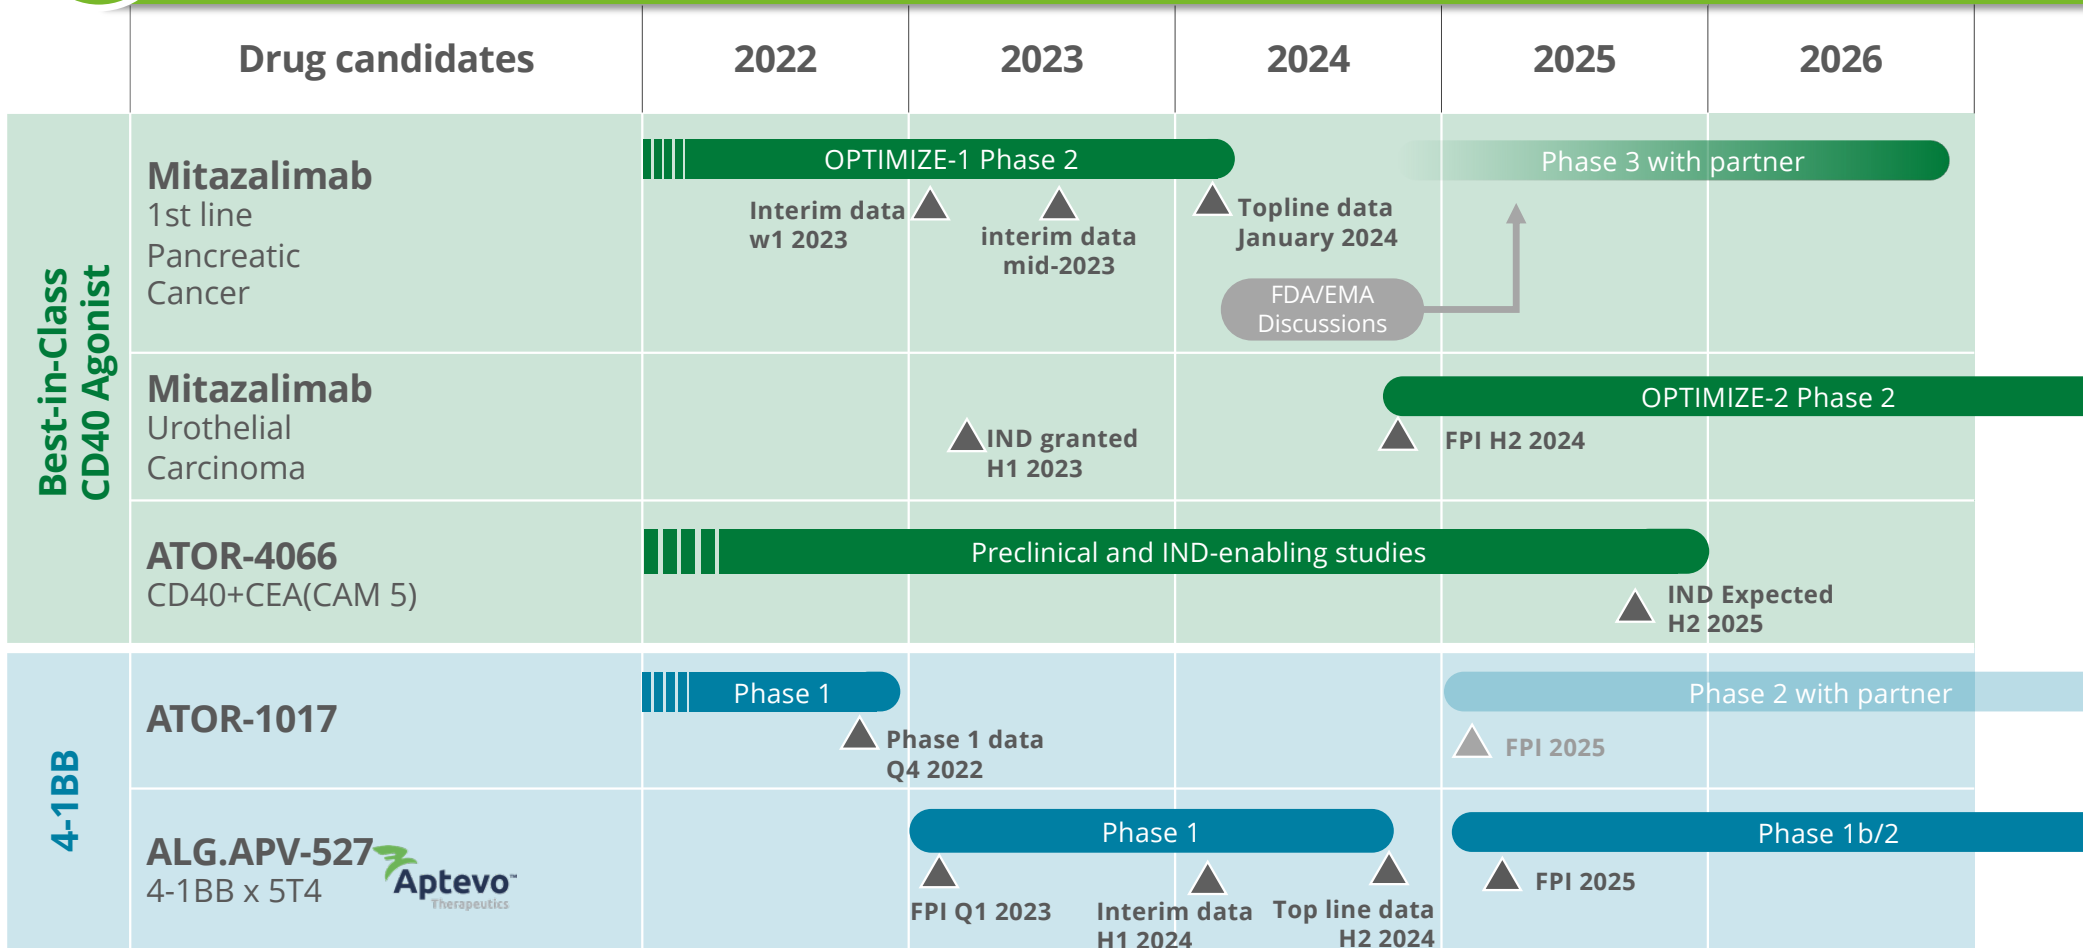 Drug candidates
2022
2023
2024
2025
2026
Best-in-Class
CD40 Agonist
Mitazalimab
1st line
Pancreatic
Cancer
OPTIMIZE-1 Phase 2
Phase 3 with partner
Interim data
w1 2023
interim data
mid-2023
Topline data
January 2024
FDA/EMA
Discussions
Mitazalimab
Urothelial
Carcinoma
OPTIMIZE-2 Phase 2
IND granted
H1 2023
FPI H2 2024
ATOR-4066
CD40+CEA(CAM 5)
Preclinical and IND-enabling studies
IND Expected
H2 2025
4-1BB
ATOR-1017
Phase 1
Phase 2 with partner
Phase 1 data
Q4 2022
FPI 2025
ALG.APV-527
4-1BB x 5T4
Aptevo™
Therapeutics
Phase 1
Phase 1b/2
FPI Q1 2023
Interim data
H1 2024
Top line data
H2 2024
FPI 2025